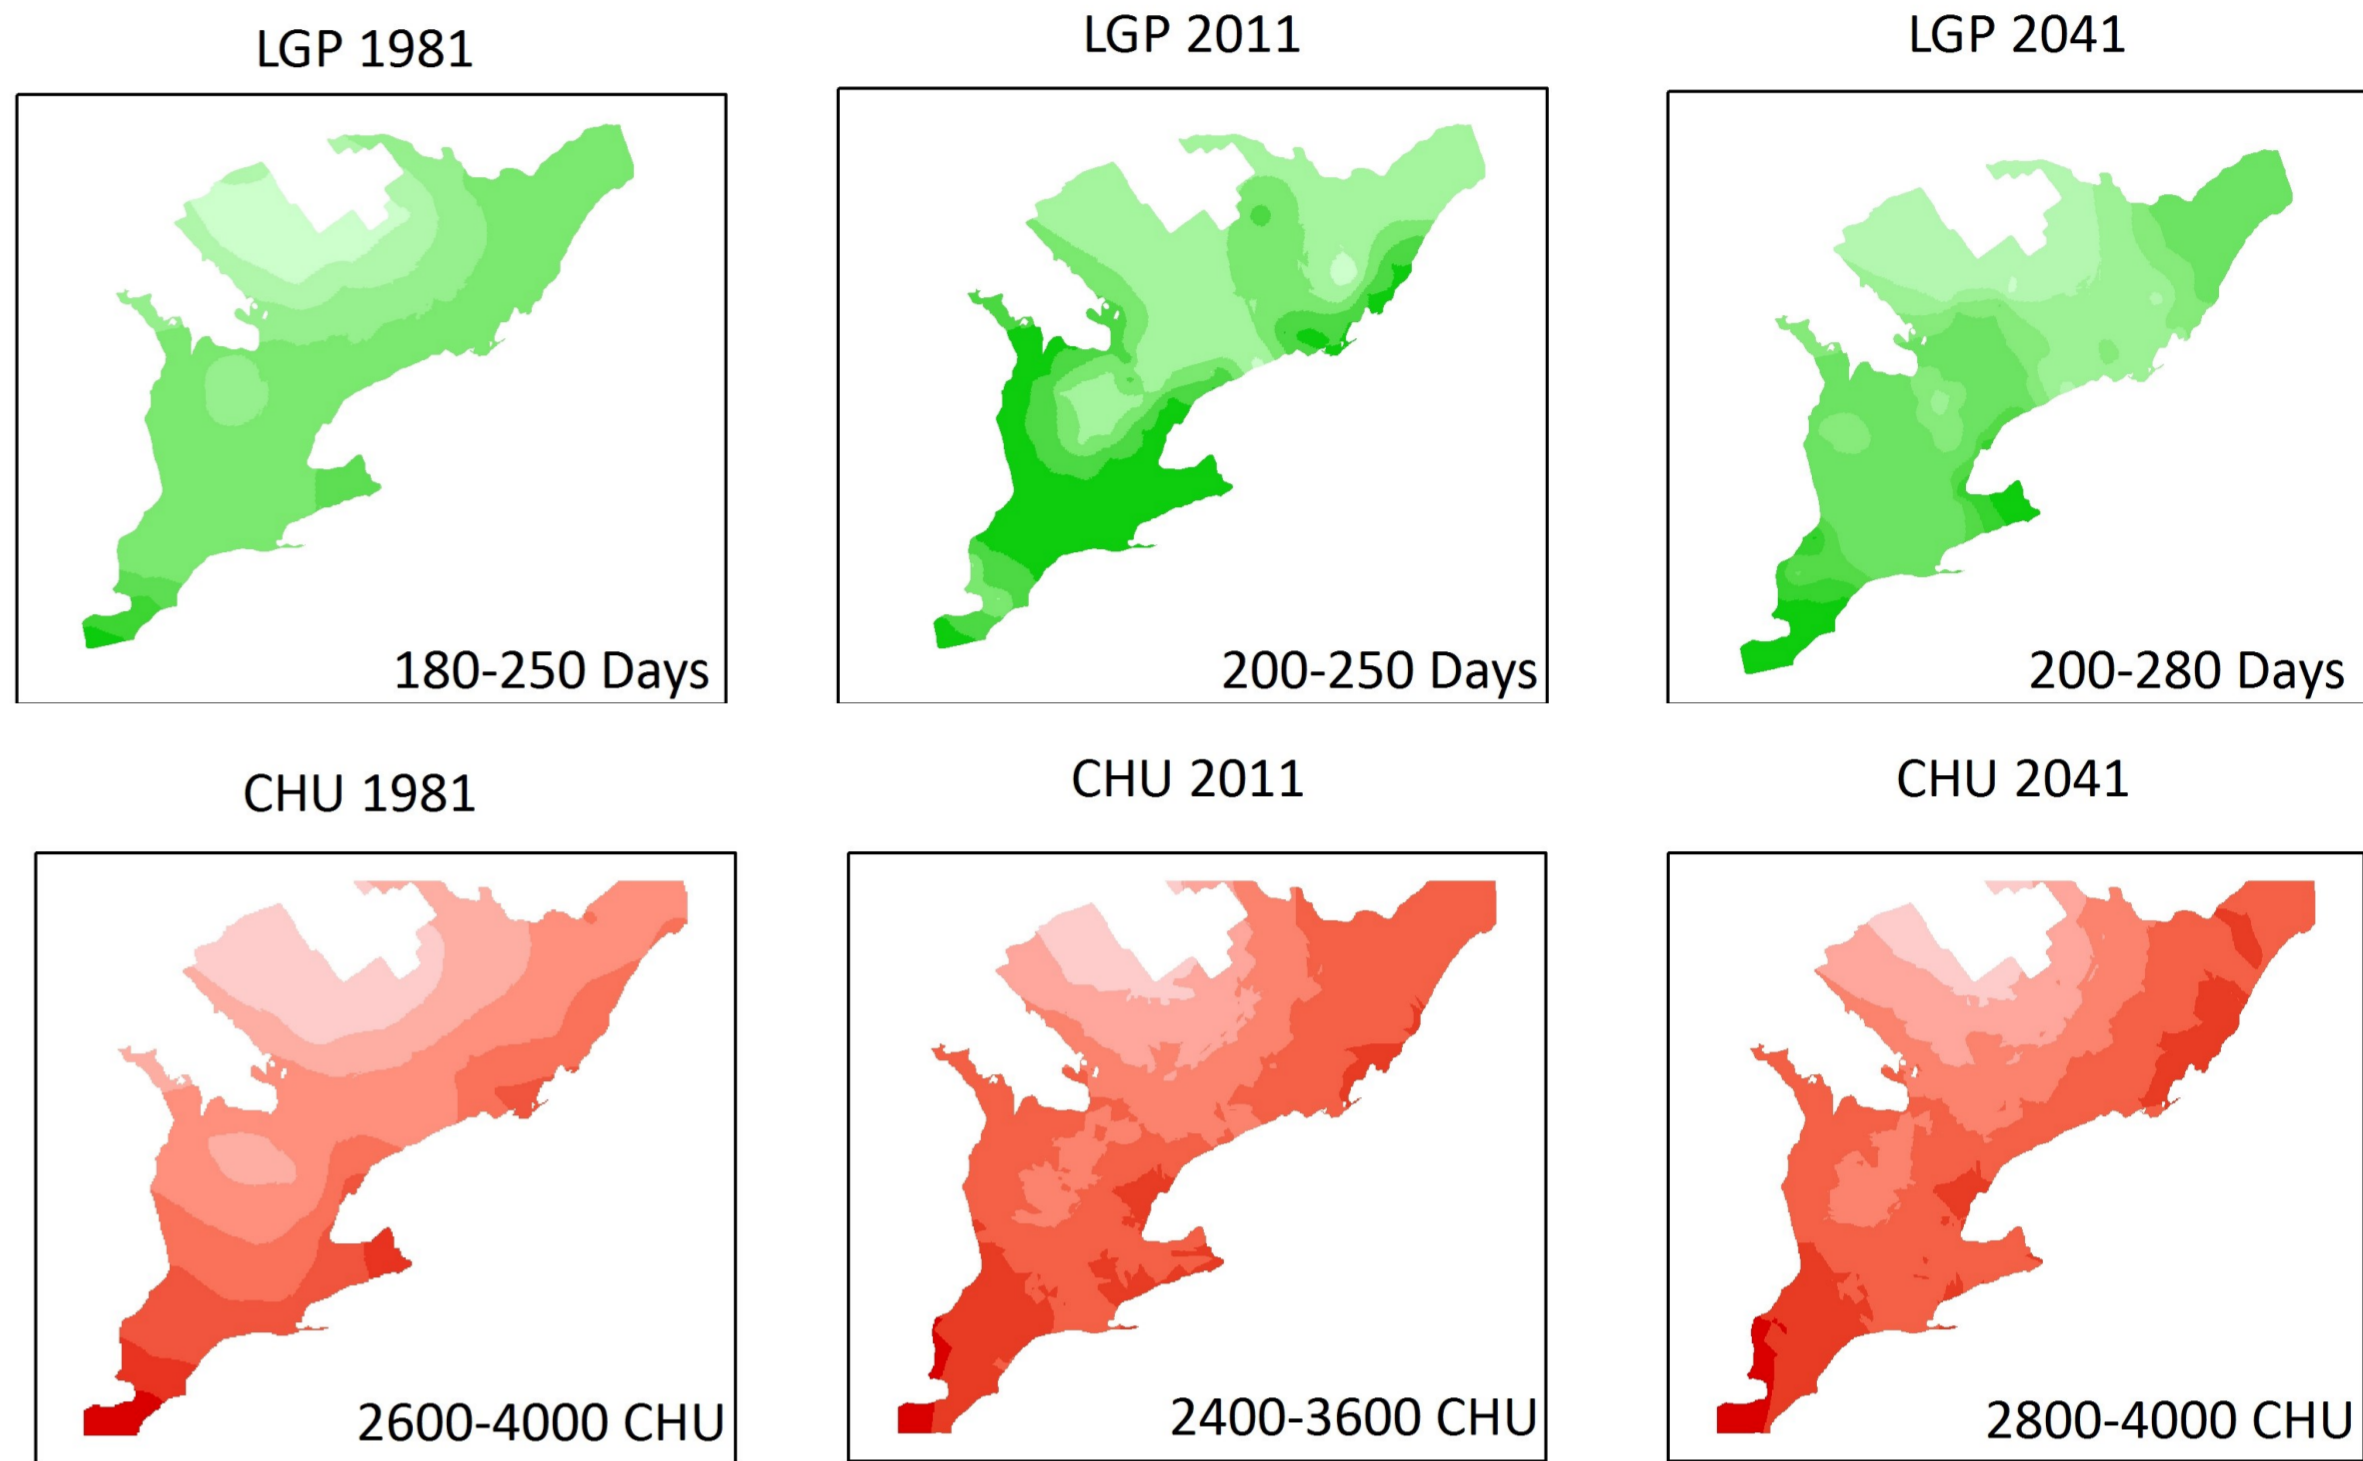 LGP 1981
LGP 2011
LGP 2041
180-250 Days
200-250 Days
200-280 Days
CHU 1981
CHU 2011
CHU 2041
2600-4000 CHU
2400-3600 CHU
2800-4000 CHU